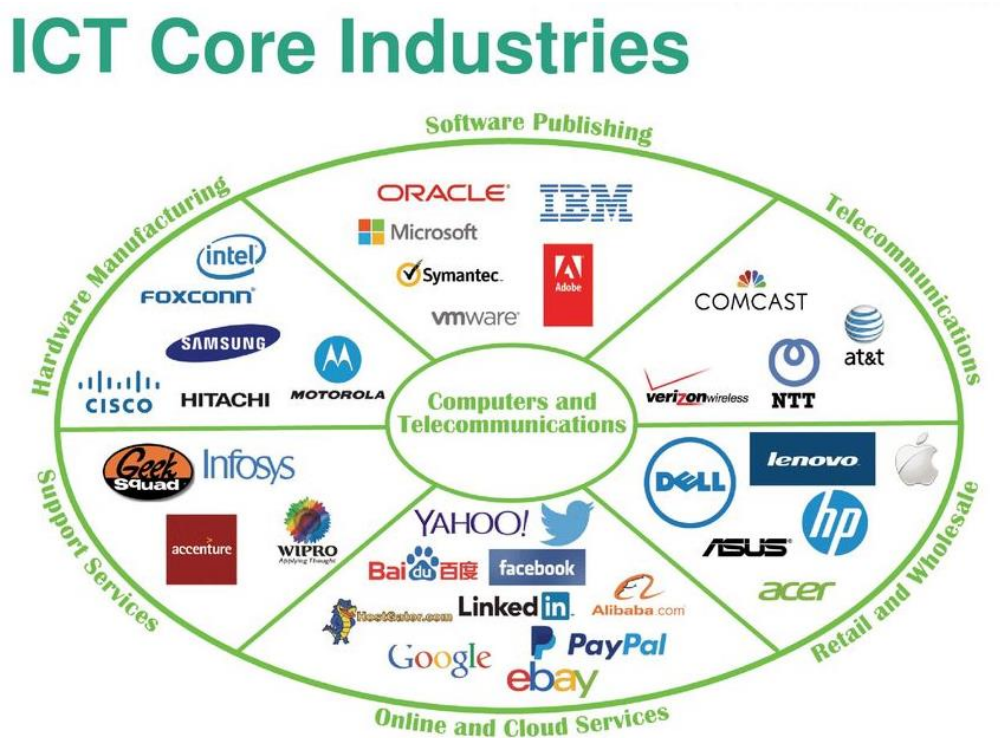 ICT Core Industries
Software Publishing
ORACLE®
IBM
Microsoft
Symantec.
Adobe
vmware®
Telecommunications
COMCAST
at&t
verizonwireless
NTT
Hardware Manufacturing
intel
FOXCONN®
SAMSUNG
CISCO
HITACHI
MOTOROLA
Computers and
Telecommunications
Support Services
Geek
Squad
Infosys
accenture
WIPRO
Applying Thought
Online and Cloud Services
YAHOO!
Baidu百度
facebook
HostGator.com
Linkedin
Alibaba.com
Google
PayPal
ebay
Retail and Wholesale
DELL
lenovo
hp
ASUS®
acer